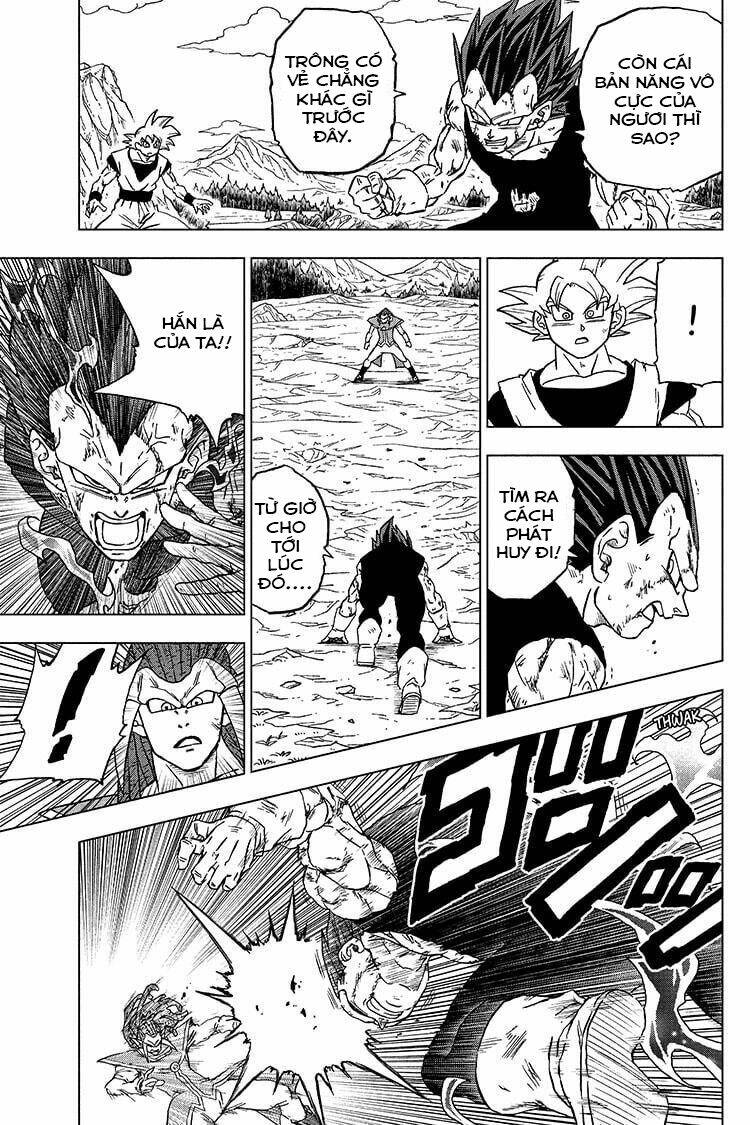 CÒN CÁI
BẢN NĂNG VÔ
CỰC CỦA
NGƯƠI THÌ
SAO?
TRÔNG CÓ
VẺ CHẲNG
KHÁC GÌ
TRƯỚC
ĐÂY.
!
TÌM RA
CÁCH
PHÁT
HUY ĐI!
TỪ GIỜ
CHO
TỚI
LÚC
ĐÓ....
HẮN LÀ
CỦA TA!!
!
THWAK